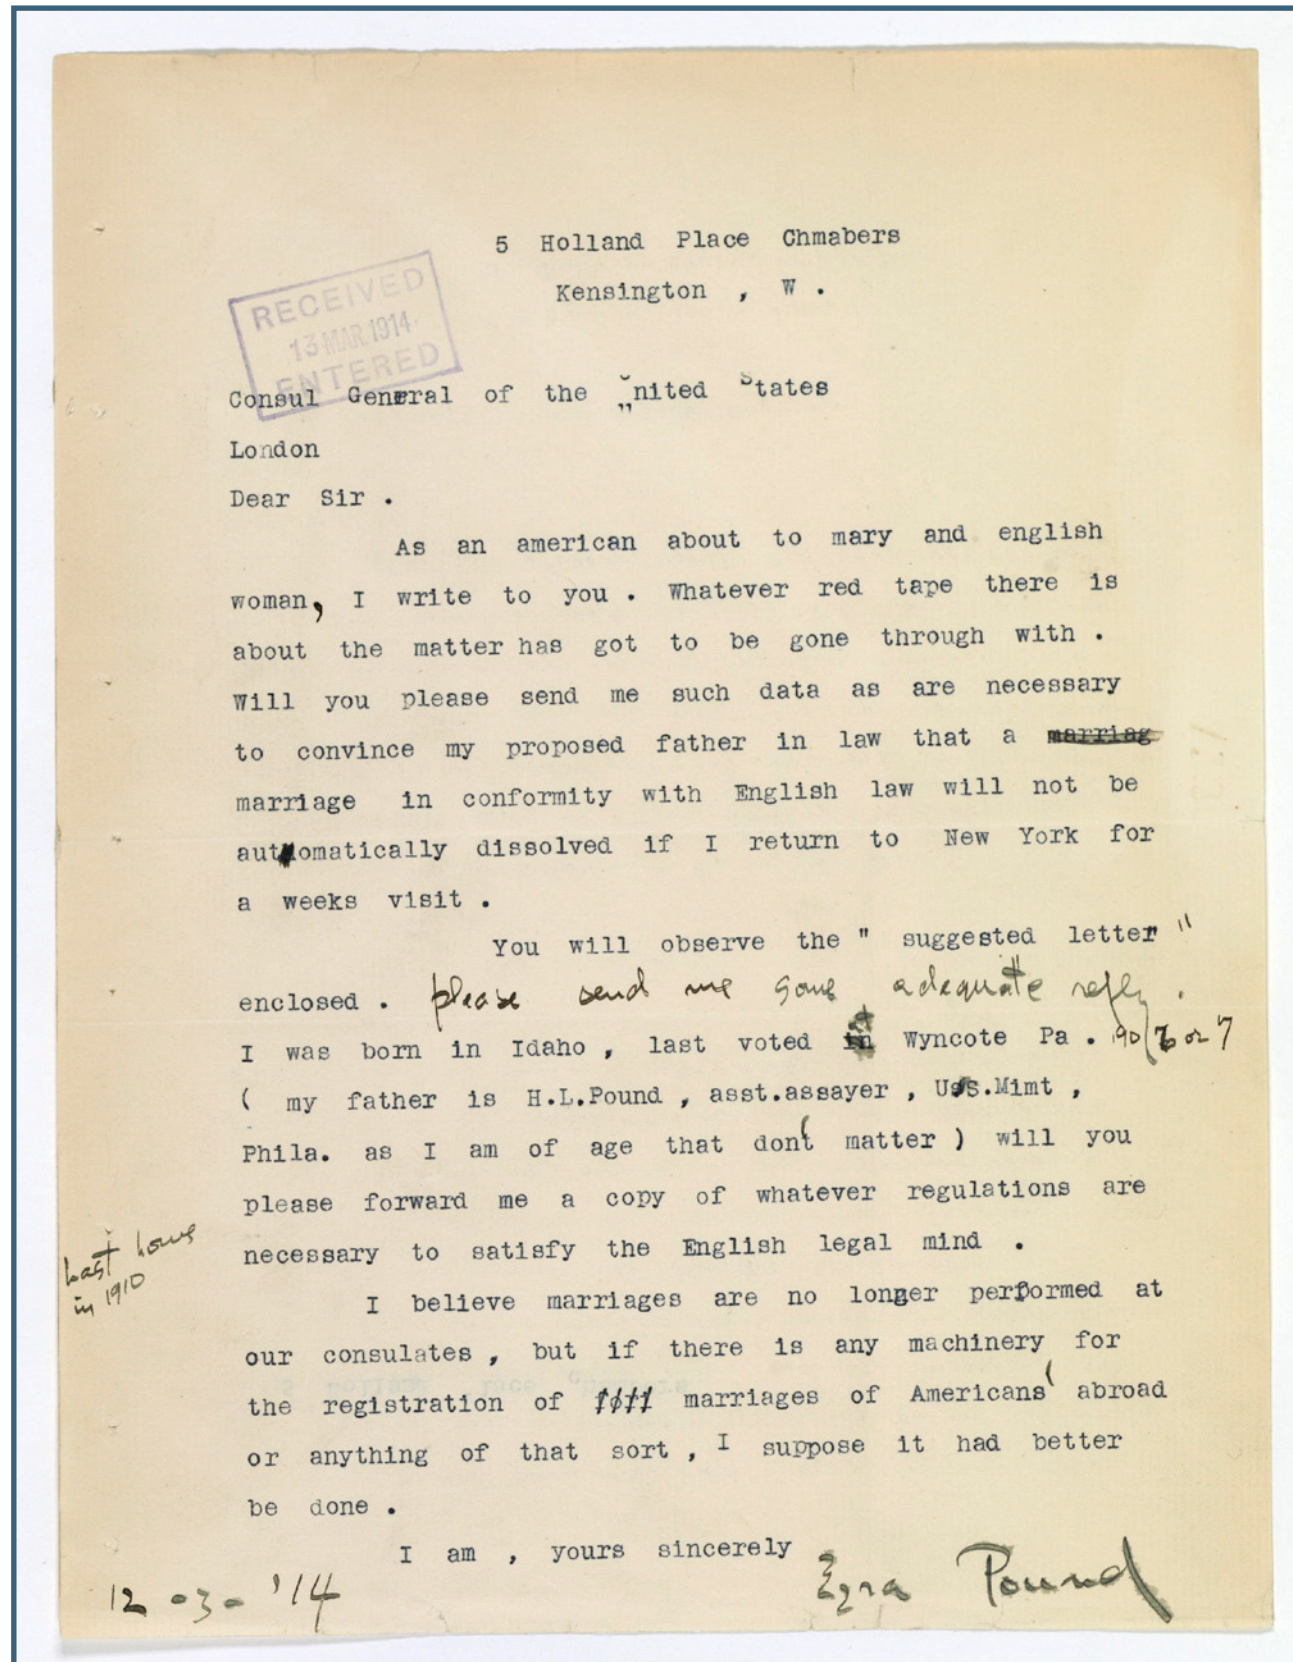 5 Holland Place Chmabers
Kensington , W .
RECEIVED
13 MAR. 1914
ENTERED
Consul General of the United States
London
Dear Sir .
As an american about to mary and english
woman, I write to you . Whatever red tape there is
about the matter has got to be gone through with .
Will you please send me such data as are necessary
to convince my proposed father in law that a marriag
marriage in conformity with English law will not be
automatically dissolved if I return to New York for
a weeks visit .
You will observe the " suggested letter "
enclosed . please send me some adequate reply .
I was born in Idaho , last voted at Wyncote Pa . 190
( my father is H.L.Pound , asst.assayer , U.S.Mimt ,
Phila. as I am of age that don't matter ) will you
please forward me a copy of whatever regulations are
necessary to satisfy the English legal mind .
Last home
in 1910
I believe marriages are no longer performed at
our consulates , but if there is any machinery for
the registration of marriages of Americans' abroad
or anything of that sort , I suppose it had better
be done .
I am , yours sincerely
Ezra Pound
12 - 3 - '14